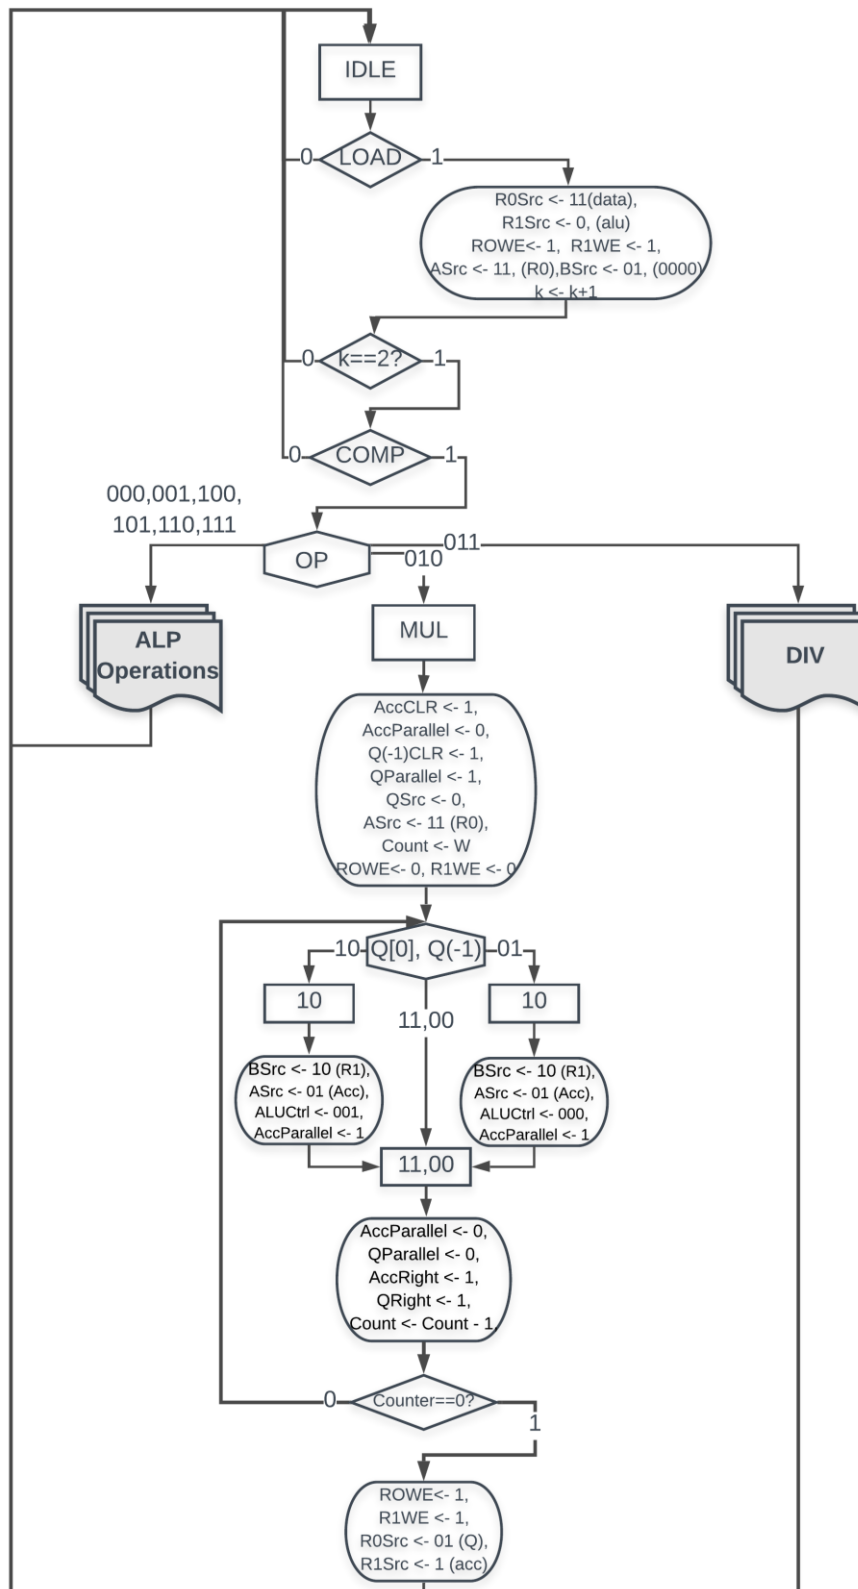 IDLE
0
LOAD
1
R0Src <- 11(data),
R1Src <- 0, (alu)
ROWE<- 1, R1WE <- 1,
ASrc <- 11, (R0),BSrc <- 01, (0000)
k <- k+1
0
k==2?
1
0
COMP
1
000,001,100,
101,110,111
OP
010
011
ALP
Operations
MUL
DIV
AccCLR <- 1,
AccParallel <- 0,
Q(-1)CLR <- 1,
QParallel <- 1,
QSrc <- 0,
ASrc <- 11 (R0),
Count <- W
ROWE<- 0, R1WE <- 0
10
Q[0], Q(-1)
01
10
11,00
10
BSrc <- 10 (R1),
ASrc <- 01 (Acc),
ALUCtrl <- 001,
AccParallel <- 1
BSrc <- 10 (R1),
ASrc <- 01 (Acc),
ALUCtrl <- 000,
AccParallel <- 1
11,00
AccParallel <- 0,
QParallel <- 0,
AccRight <- 1,
QRight <- 1,
Count <- Count - 1,
0
Counter==0?
1
ROWE<- 1,
R1WE <- 1,
R0Src <- 01 (Q),
R1Src <- 1 (acc)